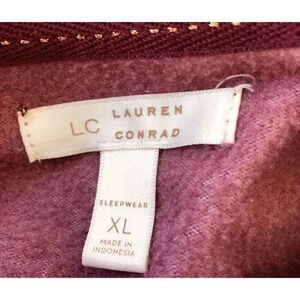 LC LAUREN
CONRAD
SLEEPWEAR
XL
MADE IN
INDONESIA